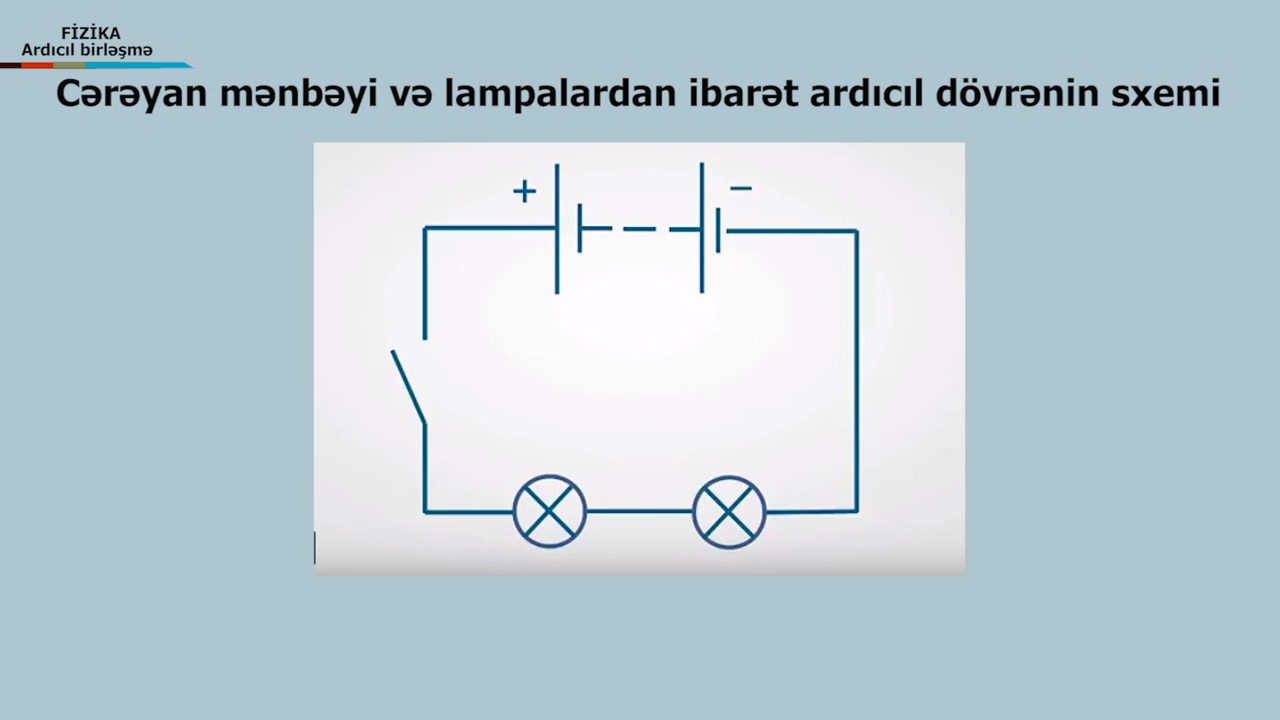 FİZİKA
Ardıcıl birləşmə
Cərəyan mənbəyi və lampalardan ibarət ardıcıl dövrənin sxemi
+ −